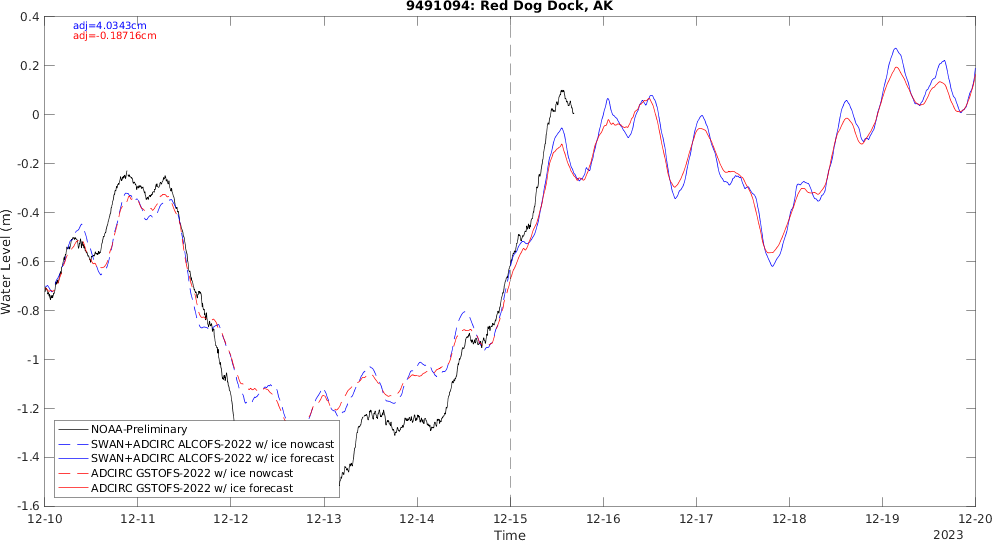 9491094: Red Dog Dock, AK
adj=4.0343cm
adj=-0.18716cm
0.4
0.2
0
-0.2
-0.4
-0.6
-0.8
-1
-1.2
-1.4
-1.6
Water Level (m)
NOAA-Preliminary
SWAN+ADCIRC ALCOFS-2022 w/ ice nowcast
SWAN+ADCIRC ALCOFS-2022 w/ ice forecast
ADCIRC GSTOFS-2022 w/ ice nowcast
ADCIRC GSTOFS-2022 w/ ice forecast
12-10 12-11 12-12 12-13 12-14 12-15 12-16 12-17 12-18 12-19 12-20
Time
2023